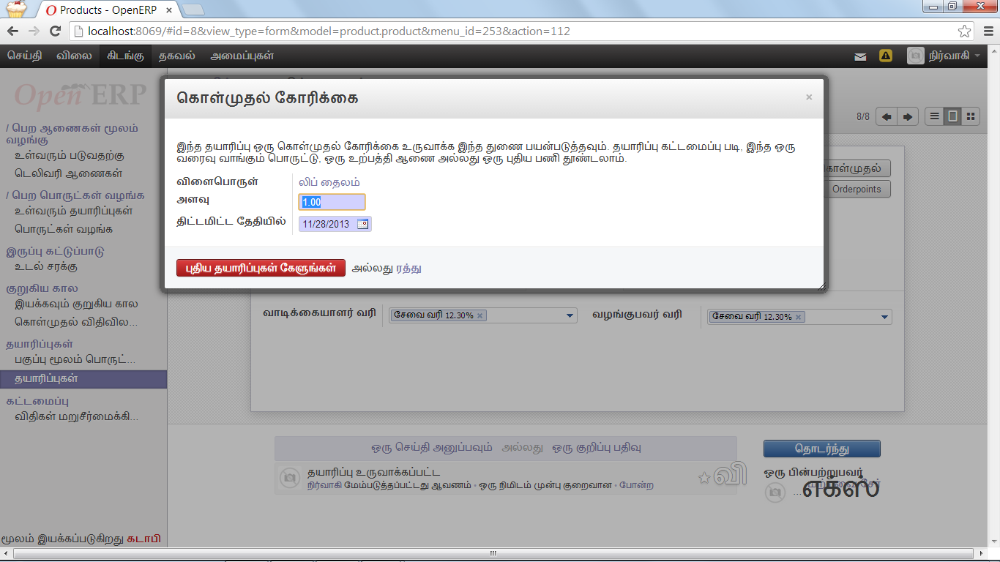 Products - OpenERP
localhost:8069/#id=8&view_type=form&model=product.product&menu_id=253&action=112
செய்தி விலை கிடங்கு தகவல் அமைப்புகள் நிர்வாகி
Open ERP
/ பெற ஆணைகள் மூலம்
வழங்கு
உள்வரும் படுவதற்கு
டெலிவரி ஆணைகள்
/ பெற பொருட்கள் வழங்க
உள்வரும் தயாரிப்புகள்
பொருட்கள் வழங்க
இருப்பு கட்டுப்பாடு
உடல் சரக்கு
குறுகிய கால
இயக்கவும் குறுகிய கால
கொள்முதல் விதிவில...
தயாரிப்புகள்
பகுப்பு மூலம் பொருட்...
தயாரிப்புகள்
கட்டமைப்பு
விதிகள் மறுசீர்மைக்கி...
மூலம் இயக்கப்படுகிறது கடாபி
கொள்முதல் கோரிக்கை ×
இந்த தயாரிப்பு ஒரு கொள்முதல் கோரிக்கை உருவாக்க இந்த துணை பயன்படுத்தவும். தயாரிப்பு கட்டமைப்பு படி, இந்த ஒரு
வரைவு வாங்கும் பொருட்டு, ஒரு உற்பத்தி ஆணை அல்லது ஒரு புதிய பணி தூண்டலாம்.
விளைபொருள் லிப் தைலம்
அளவு 1.00
திட்டமிட்ட தேதியில் 11/28/2013
புதிய தயாரிப்புகள் கேளுங்கள் அல்லது ரத்து
8/8
கொள்முதல்
Orderpoints
வாடிக்கையாளர் வரி சேவை வரி 12.30% × வழங்குபவர் வரி சேவை வரி 12.30% ×
ஒரு செய்தி அனுப்பவும் அல்லது ஒரு குறிப்பு பதிவு
தயாரிப்பு உருவாக்கப்பட்ட
நிர்வாகி மேம்படுத்தப்பட்டது ஆவணம் • ஒரு நிமிடம் முன்பு குறைவான • போன்ற
வி
தொடர்ந்து
ஒரு பின்பற்றுபவர்
...எக்ஸ்